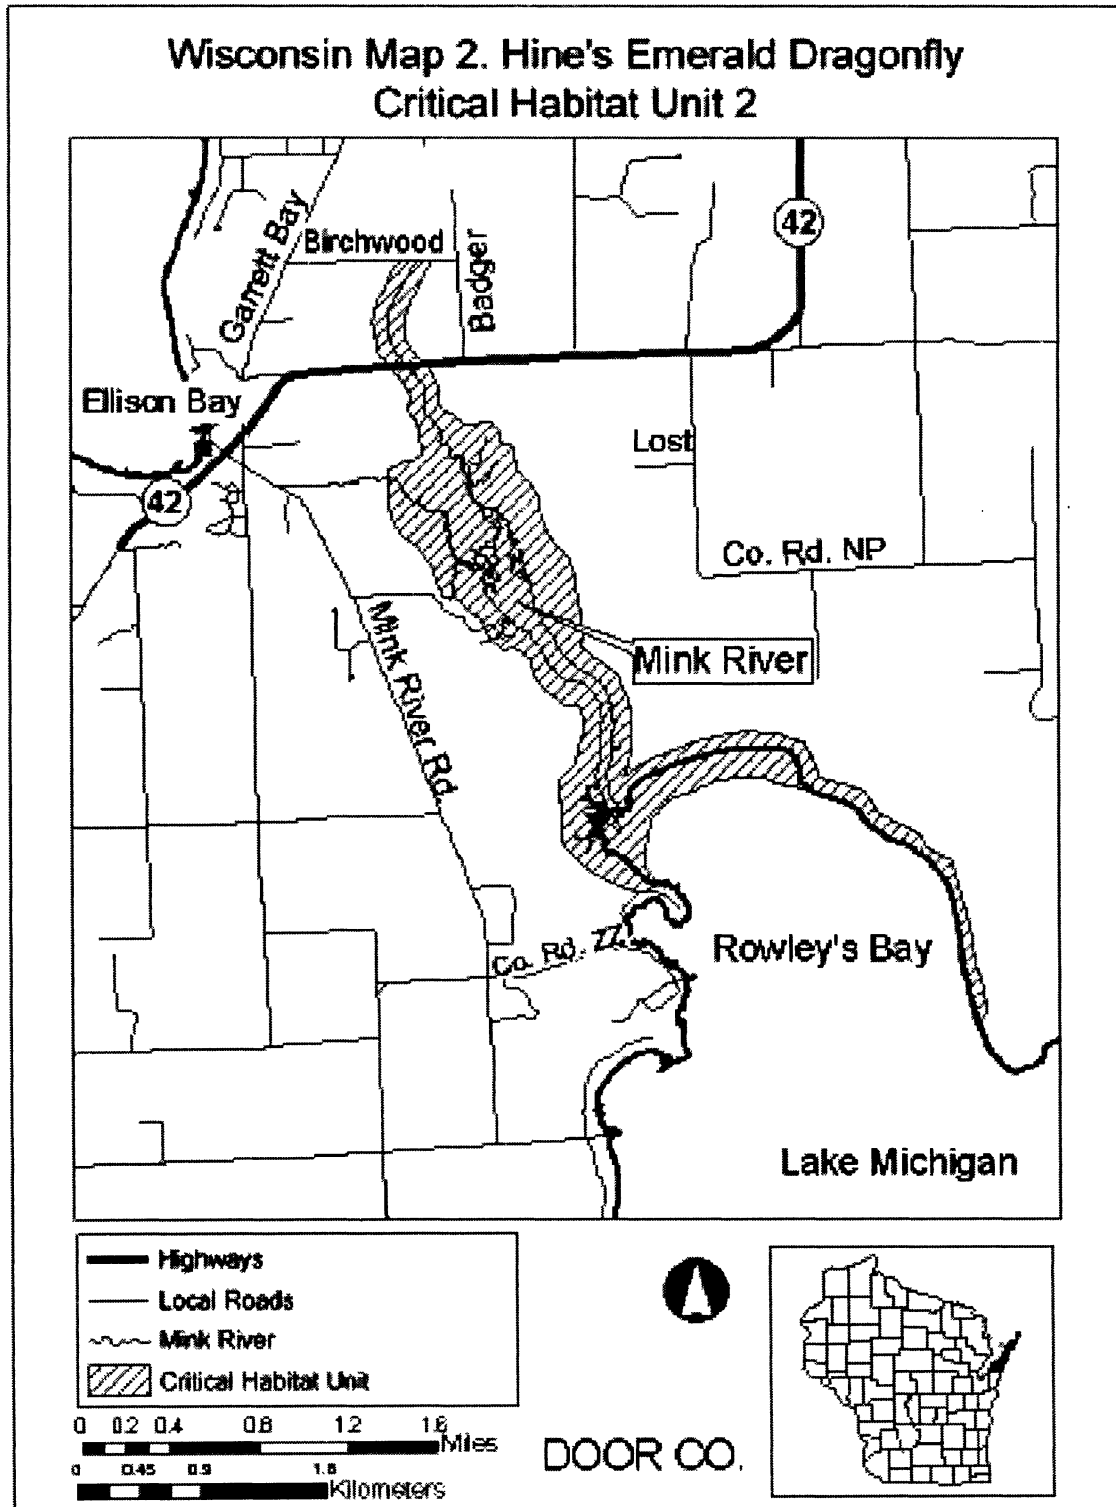 Wisconsin Map 2. Hine's Emerald Dragonfly
Critical Habitat Unit 2
42
Garrett Bay
Birchwood
Badger
Ellison Bay
Lost
42
Co. Rd. NP
Mink River
Mink River Rd.
Co. Rd. ZZ
Rowley's Bay
Lake Michigan
Highways
Local Roads
Mink River
Critical Habitat Unit
0 0.2 0.4 0.8 1.2 1.6
Miles
0 0.45 0.9 1.8
Kilometers
DOOR CO.